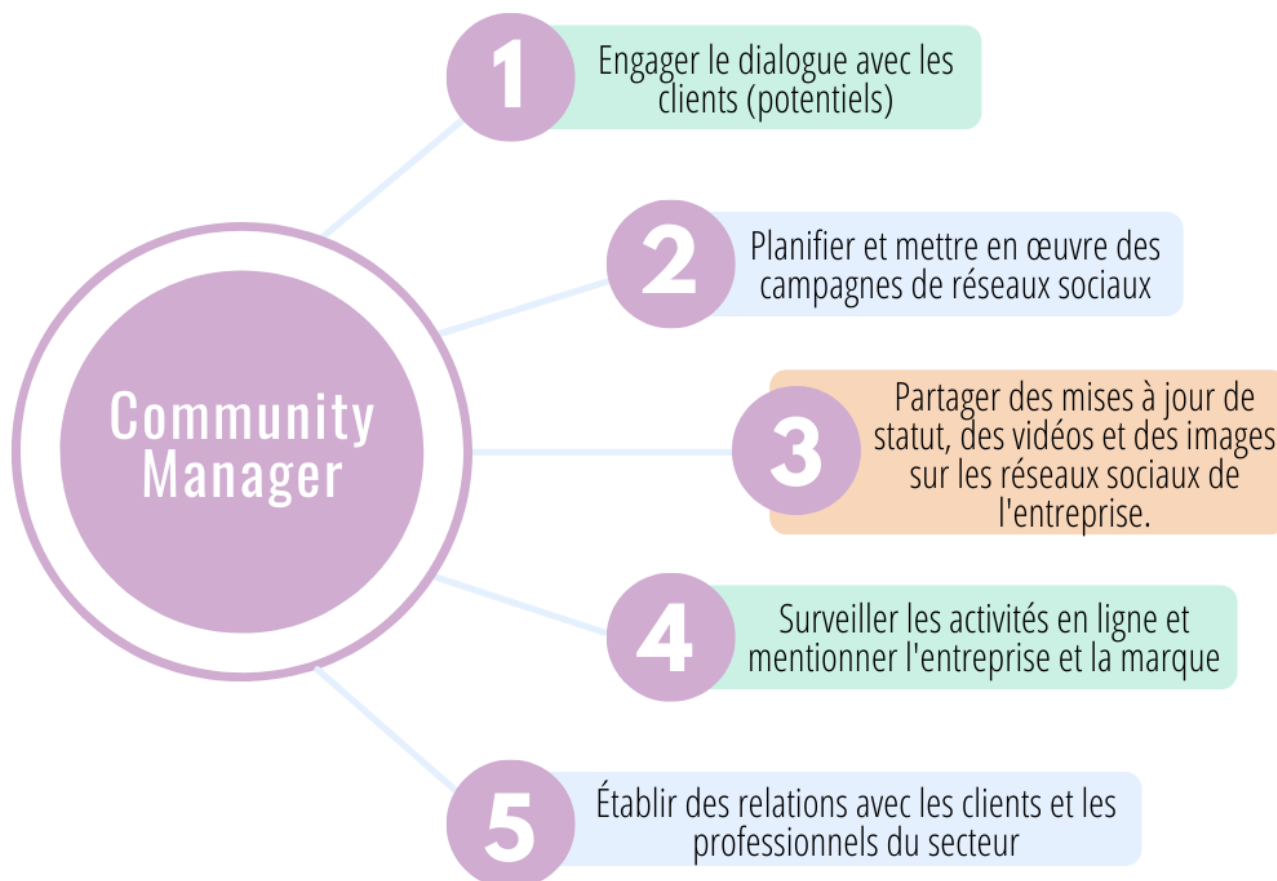 Community
Manager
1
Engager le dialogue avec les
clients (potentiels)
2
Planifier et mettre en œuvre des
campagnes de réseaux sociaux
3
Partager des mises à jour de
statut, des vidéos et des images
sur les réseaux sociaux de
l'entreprise.
4
Surveiller les activités en ligne et
mentionner l'entreprise et la marque
5
Établir des relations avec les clients et les
professionnels du secteur